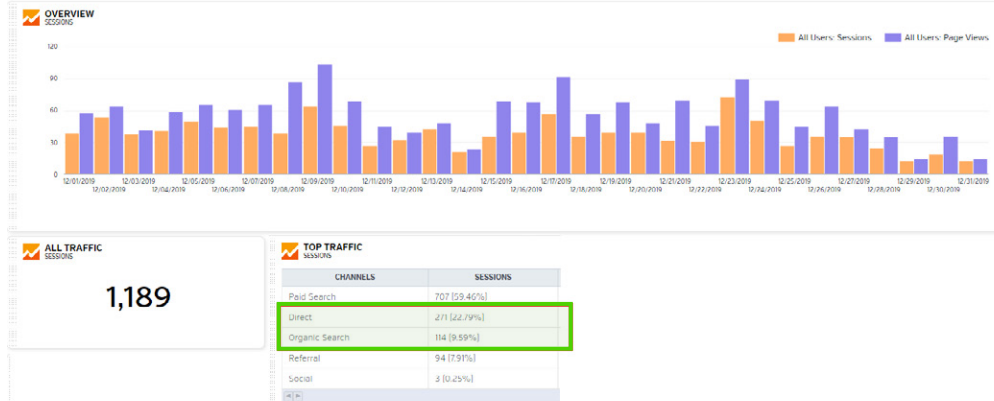 OVERVIEW
SESSIONS
All Users: Sessions All Users: Page Views
120
90
60
30
0
12/01/2019 12/03/2019 12/05/2019 12/07/2019 12/09/2019 12/11/2019 12/13/2019 12/15/2019 12/17/2019 12/19/2019 12/21/2019 12/23/2019 12/25/2019 12/27/2019 12/29/2019 12/31/2019
12/02/2019 12/04/2019 12/06/2019 12/08/2019 12/10/2019 12/12/2019 12/14/2019 12/16/2019 12/18/2019 12/20/2019 12/22/2019 12/24/2019 12/26/2019 12/28/2019 12/30/2019
ALL TRAFFIC
SESSIONS
1,189
TOP TRAFFIC
SESSIONS
CHANNELS SESSIONS
Paid Search 707 (59.46%)
Direct 271 (22.79%)
Organic Search 114 (9.59%)
Referral 94 (7.91%)
Social 3 (0.25%)